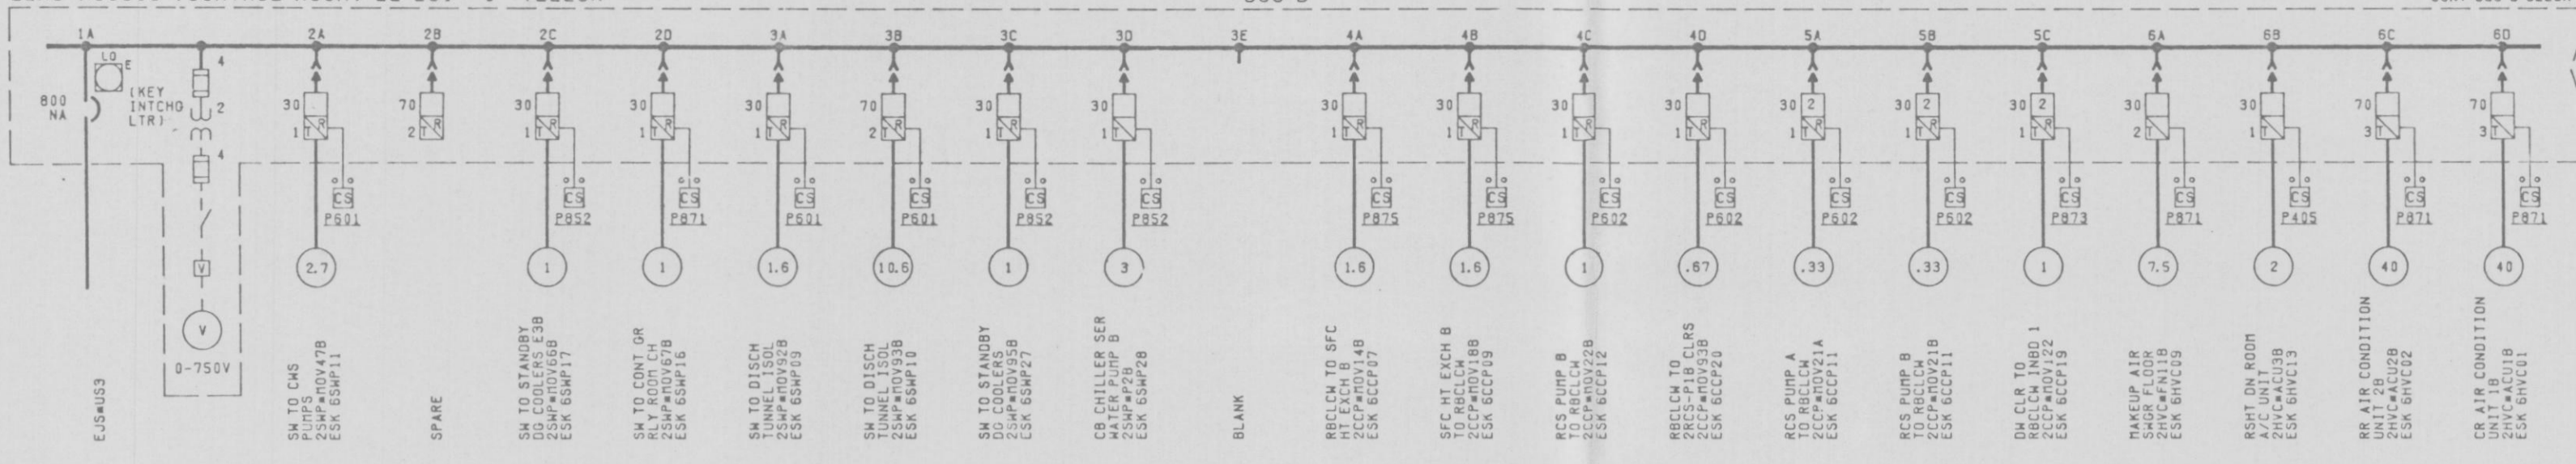 1A
2A
2B
2C
2D
3A
3B
3C
3D
3E
4A
4B
4C
4D
5A
5B
5C
6A
6B
6C
6D
LO
E
800
NA
(KEY
INTCHG
LTR)
4
2
4
V
V
0-750V
30
1
T R
CS
P601
2.7
70
2
T R
30
1
T R
CS
P852
1
30
1
T R
CS
P871
1
30
1
T R
CS
P601
1.6
70
2
T R
CS
P601
10.6
30
1
T R
CS
P852
1
30
1
T
CS
P852
3
30
1
T R
CS
P875
1.6
30
1
T R
CS
P875
1.6
30
1
T R
CS
P602
1
30
1
T R
CS
P602
.67
30
2
1
T R
CS
P602
.33
30
2
1
T R
CS
P602
.33
30
2
1
T R
CS
P873
1
30
2
T R
CS
P871
7.5
30
1
T
CS
P405
2
70
3
T
CS
P871
40
70
3
T
CS
P871
40
EJS*US3
SW TO CWS
PUMPS
2SWP*MOV47B
ESK 6SWP11
SPARE
SW TO STANDBY
DG COOLERS E3B
2SWP*MOV66B
ESK 6SWP17
SW TO CONT GR
RLY ROOM CH
2SWP*MOV67B
ESK 6SWP16
SW TO DISCH
TUNNEL ISOL
2SWP*MOV92B
ESK 6SWP09
SW TO DISCH
TUNNEL ISOL
2SWP*MOV93B
ESK 6SWP10
SW TO STANDBY
DG COOLERS
2SWP*MOV95B
ESK 6SWP27
CB CHILLER SER
WATER PUMP B
2SWP*P2B
ESK 6SWP28
BLANK
RBCLCW TO SFC
HT EXCH B
2CCP*MOV14B
ESK 6CCP07
SFC HT EXCH B
TO RBCLCW
2CCP*MOV18B
ESK 6CCP09
RCS PUMP B
TO RBCLCW
2CCP*MOV22B
ESK 6CCP12
RBCLCW TO
2RCS-P1B CLRS
2CCP*MOV93B
ESK 6CCP20
RCS PUMP A
TO RBCLCW
2CCP*MOV21A
ESK 6CCP11
RCS PUMP B
TO RBCLCW
2CCP*MOV21B
ESK 6CCP11
DW CLR TO
RBCLCW INBD 1
2CCP*MOV122
ESK 6CCP19
MAKEUP AIR
SWGR FLOOR
2HVC*FN11B
ESK 6HVC09
RSHT DN ROOM
A/C UNIT
2HVC*ACU3B
ESK 6HVC13
RR AIR CONDITION
UNIT 2B
2HVC*ACU2B
ESK 6HVC02
CR AIR CONDITION
UNIT 1B
2HVC*ACU1B
ESK 6HVC01